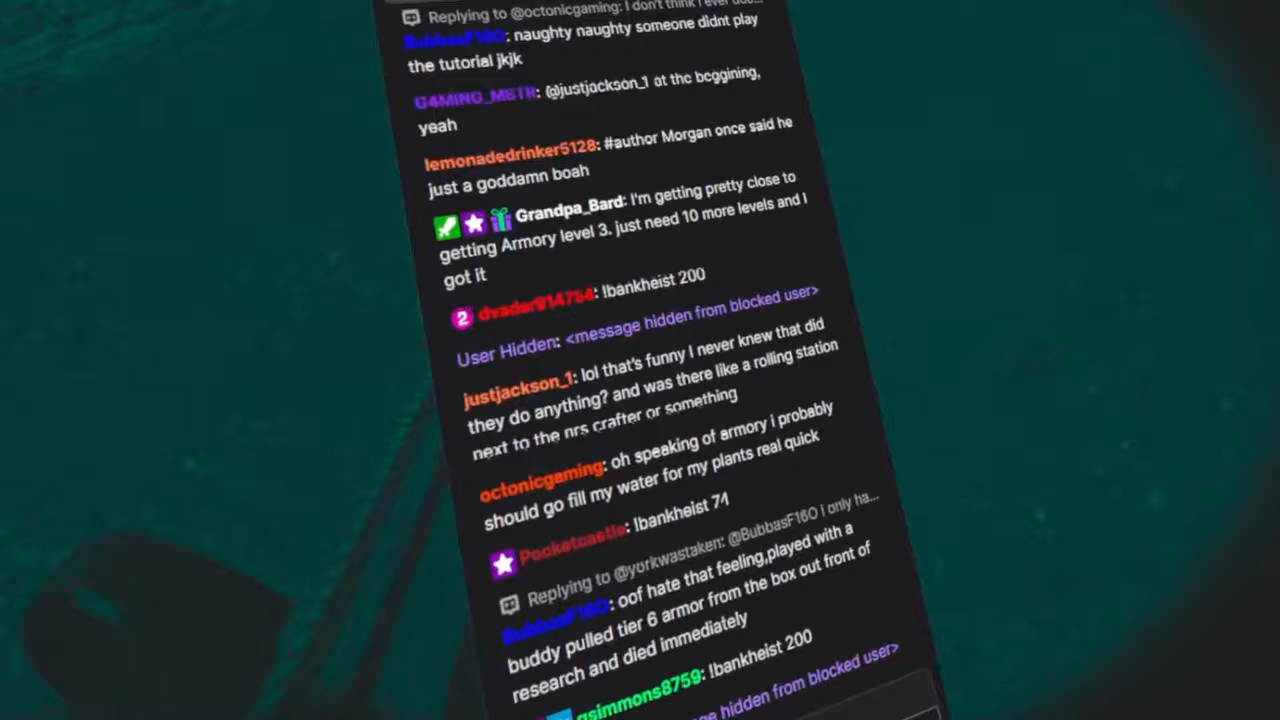 Replying to @octonicgaming: I don't think I ever
BubbasF16O: naughty naughty someone didnt play
the tutorial jkjk
G4MING_MSTR: @justjackson_1 at the beggining,
yeah
lemonadedrinker5128: #author Morgan once said he
just a goddamn boah
Grandpa_Bard: I'm getting pretty close to
getting Armory level 3. just need 10 more levels and I
got it
2 dvader914754: !bankheist 200
User Hidden: <message hidden from blocked user>
justjackson_1: lol that's funny I never knew that did
they do anything? and was there like a rolling station
next to the nrs crafter or something
octonicgaming: oh speaking of armory i probably
should go fill my water for my plants real quick
Pocketcastle: !bankheist 71
Replying to @yorkwastaken: @BubbasF16O i only ha...
BubbasF16O: oof hate that feeling,played with a
buddy pulled tier 6 armor from the box out front of
research and died immediately
gsimmons8759: !bankheist 200
hidden from blocked user>